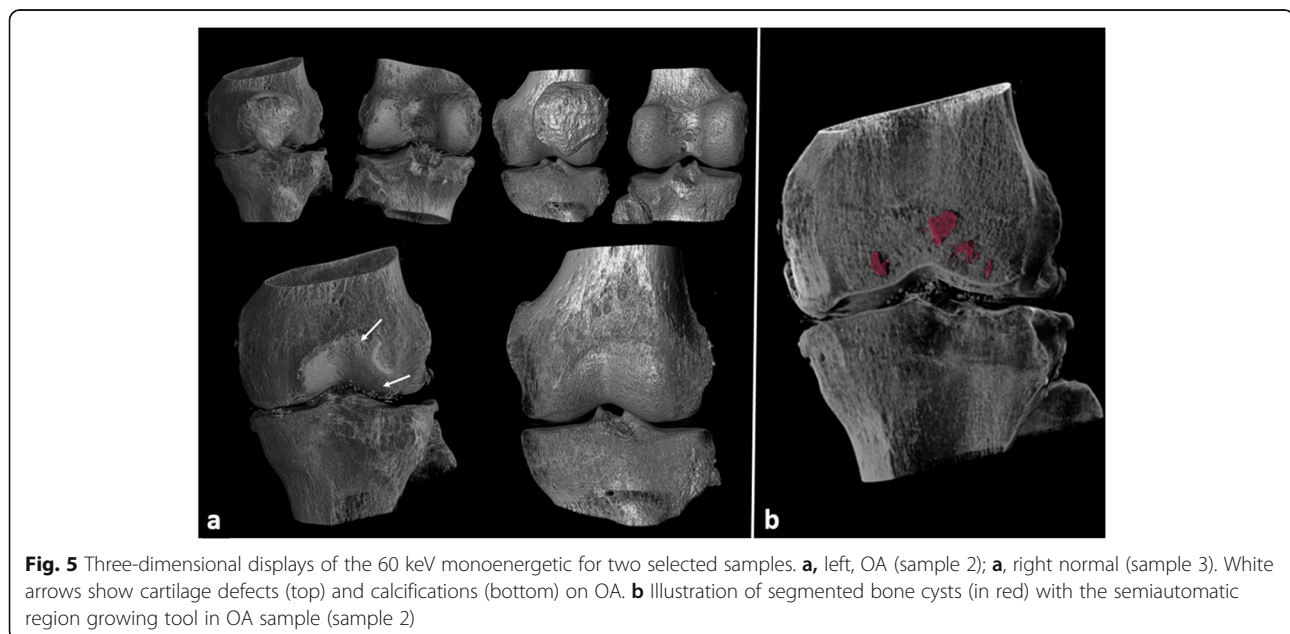 a
b
Fig. 5 Three-dimensional displays of the 60 keV monoenergetic for two selected samples. a, left, OA (sample 2); a, right normal (sample 3). White
arrows show cartilage defects (top) and calcifications (bottom) on OA. b Illustration of segmented bone cysts (in red) with the semiautomatic
region growing tool in OA sample (sample 2)